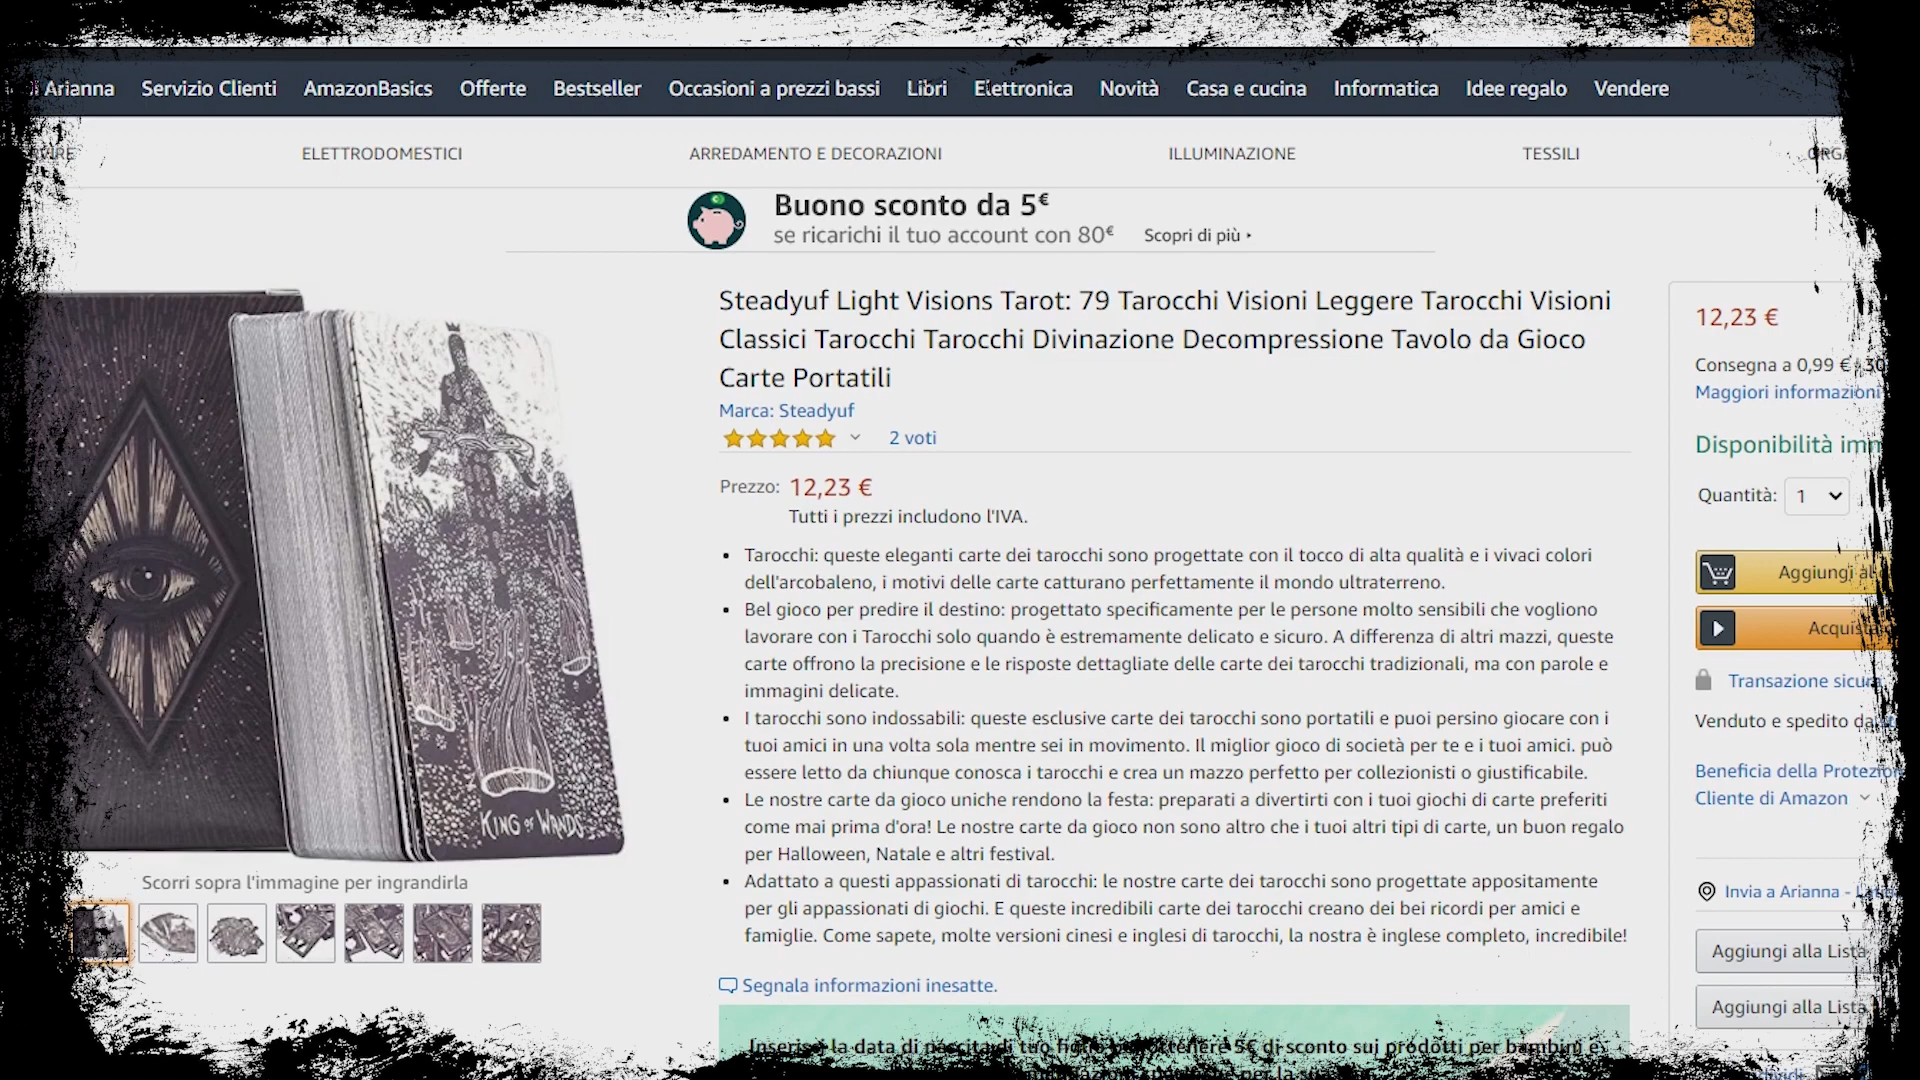 Arianna Servizio Clienti AmazonBasics Offerte Bestseller Occasioni a prezzi bassi Libri Elettronica Novità Casa e cucina Informatica Idee regalo Vendere
ELETTRODOMESTICI ARREDAMENTO E DECORAZIONI ILLUMINAZIONE TESSILI
Buono sconto da 5€
se ricarichi il tuo account con 80€ Scopri di più
Steadyuf Light Visions Tarot: 79 Tarocchi Visioni Leggere Tarocchi Visioni
Classici Tarocchi Tarocchi Divinazione Decompressione Tavolo da Gioco
Carte Portatili
Marca: Steadyuf
2 voti
Prezzo: 12,23 €
Tutti i prezzi includono l'IVA.
Tarocchi: queste eleganti carte dei tarocchi sono progettate con il tocco di alta qualità e i vivaci colori
dell'arcobaleno, i motivi delle carte catturano perfettamente il mondo ultraterreno.
Bel gioco per predire il destino: progettato specificamente per le persone molto sensibili che vogliono
lavorare con i Tarocchi solo quando è estremamente delicato e sicuro. A differenza di altri mazzi, queste
carte offrono la precisione e le risposte dettagliate delle carte dei tarocchi tradizionali, ma con parole e
immagini delicate.
I tarocchi sono indossabili: queste esclusive carte dei tarocchi sono portatili e puoi persino giocare con i
tuoi amici in una volta sola mentre sei in movimento. Il miglior gioco di società per te e i tuoi amici. può
essere letto da chiunque conosca i tarocchi e crea un mazzo perfetto per collezionisti o giustificabile.
Le nostre carte da gioco uniche rendono la festa: preparati a divertirti con i tuoi giochi di carte preferiti
come mai prima d'ora! Le nostre carte da gioco non sono altro che i tuoi altri tipi di carte, un buon regalo
per Halloween, Natale e altri festival.
Adattato a questi appassionati di tarocchi: le nostre carte dei tarocchi sono progettate appositamente
per gli appassionati di giochi. E queste incredibili carte dei tarocchi creano dei bei ricordi per amici e
famiglie. Come sapete, molte versioni cinesi e inglesi di tarocchi, la nostra è inglese completo, incredibile!
Segnala informazioni inesatte.
KING OF WANDS
Scorri sopra l'immagine per ingrandirla
12,23 €
Consegna a 0,99 €
Maggiori informazioni
Disponibilità
Quantità: 1
Aggiungi
Transazione
Venduto e spedito da
Beneficia della Protezione
Cliente di Amazon
Invia a Arianna -
Aggiungi alla Lista
Aggiungi alla Lista
la data di 5€ di sconto sui prodotti per bambini e